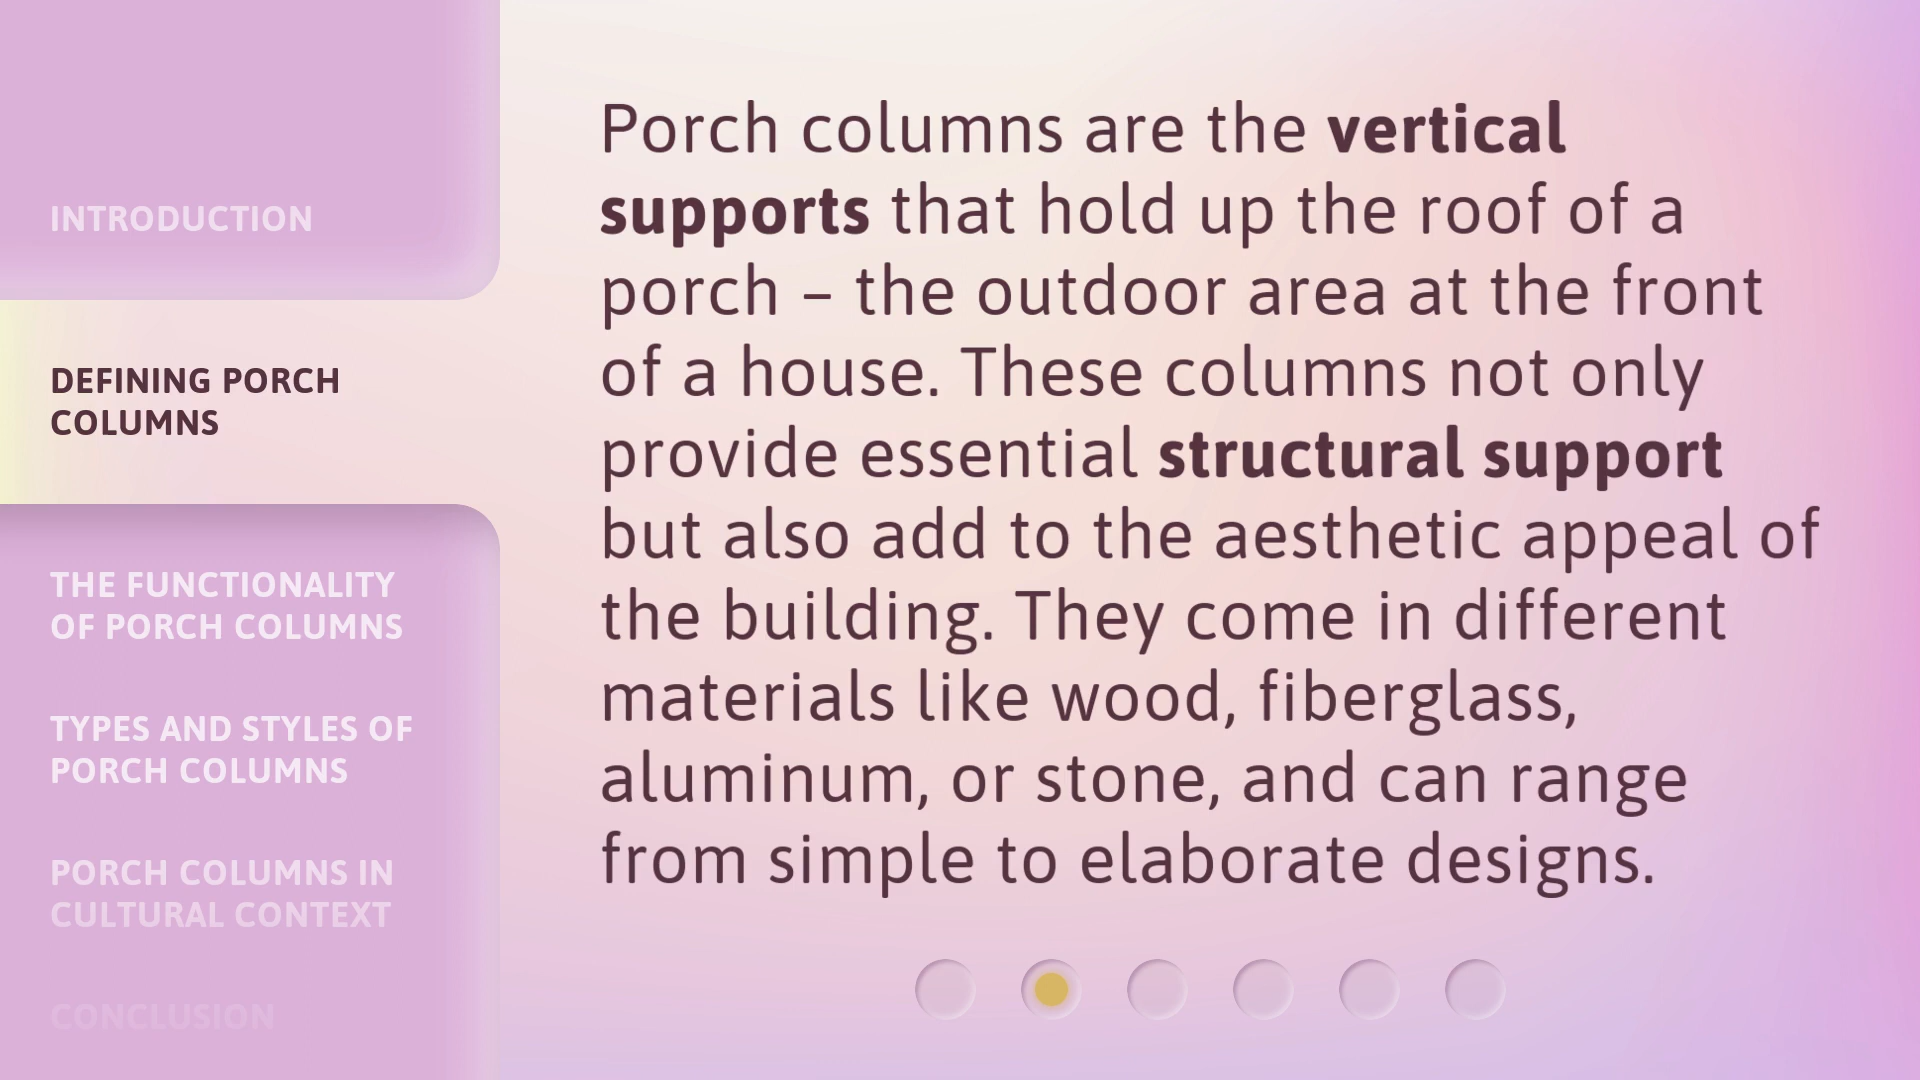 INTRODUCTION
DEFINING PORCH
COLUMNS
THE FUNCTIONALITY
OF PORCH COLUMNS
TYPES AND STYLES OF
PORCH COLUMNS
PORCH COLUMNS IN
CULTURAL CONTEXT
CONCLUSION
Porch columns are the vertical
supports that hold up the roof of a
porch – the outdoor area at the front
of a house. These columns not only
provide essential structural support
but also add to the aesthetic appeal of
the building. They come in different
materials like wood, fiberglass,
aluminum, or stone, and can range
from simple to elaborate designs.